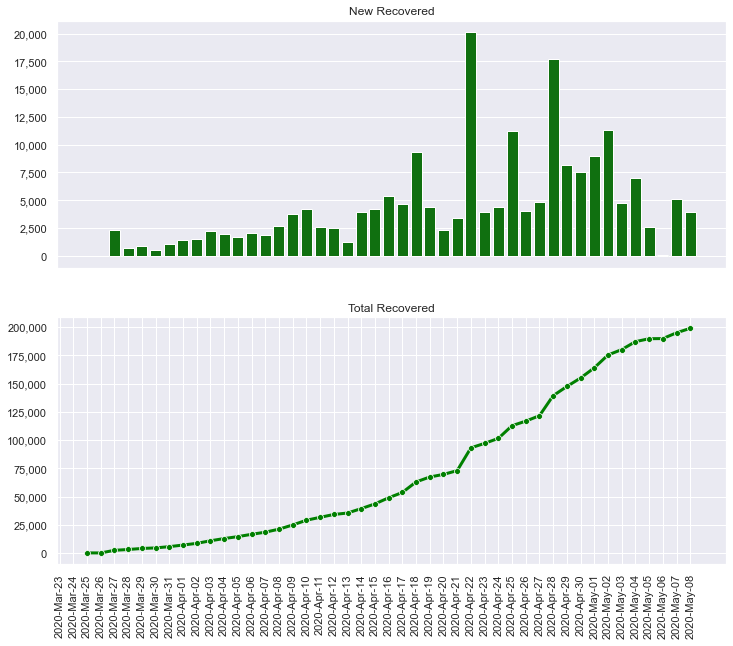 New Recovered
20,000
17,500
15,000
12,500
10,000
7,500
5,000
2,500
0
Total Recovered
200,000
175,000
150,000
125,000
100,000
75,000
50,000
25,000
0
2020-Mar-23
2020-Mar-24
2020-Mar-25
2020-Mar-26
2020-Mar-27
2020-Mar-28
2020-Mar-29
2020-Mar-30
2020-Mar-31
2020-Apr-01
2020-Apr-02
2020-Apr-03
2020-Apr-04
2020-Apr-05
2020-Apr-06
2020-Apr-07
2020-Apr-08
2020-Apr-09
2020-Apr-10
2020-Apr-11
2020-Apr-12
2020-Apr-13
2020-Apr-14
2020-Apr-15
2020-Apr-16
2020-Apr-17
2020-Apr-18
2020-Apr-19
2020-Apr-20
2020-Apr-21
2020-Apr-22
2020-Apr-23
2020-Apr-24
2020-Apr-25
2020-Apr-26
2020-Apr-27
2020-Apr-28
2020-Apr-29
2020-Apr-30
2020-May-01
2020-May-02
2020-May-03
2020-May-04
2020-May-05
2020-May-06
2020-May-07
2020-May-08